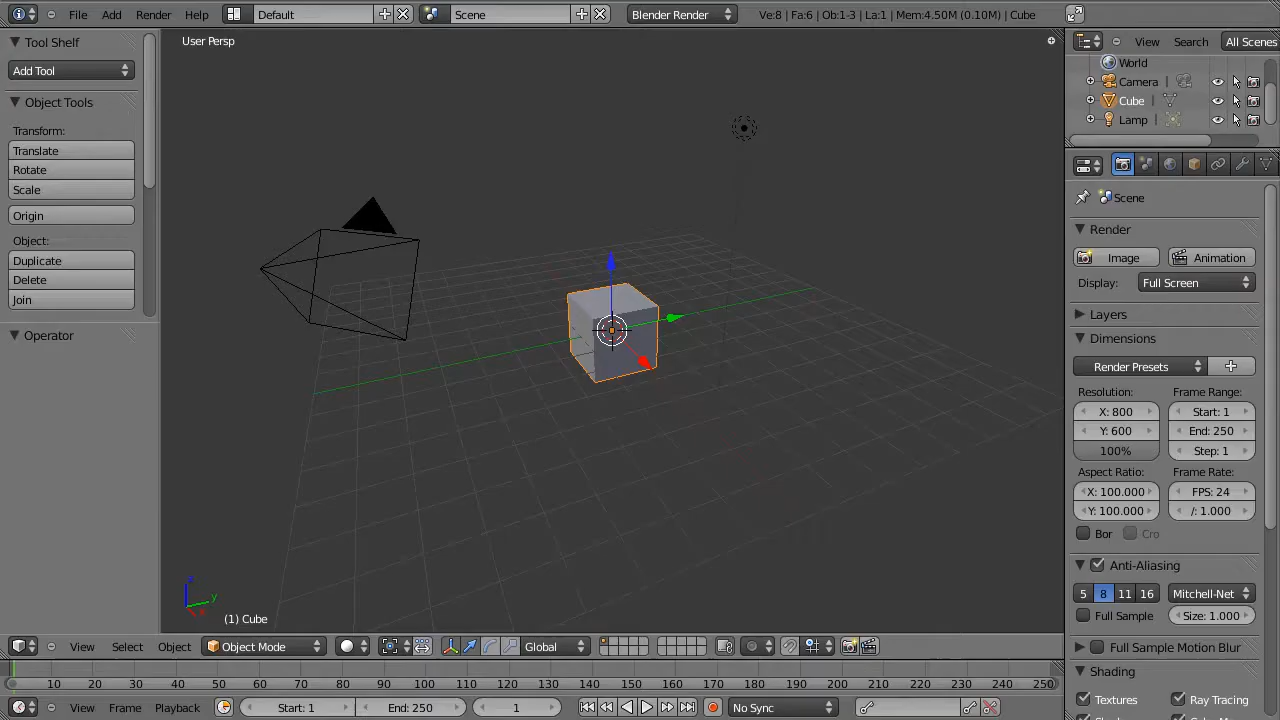 File Add Render Help Default Scene Blender Render Ve:8 | Fa:6 | Ob:1-3 | La:1 | Mem:4.50M (0.10M) | Cube
Tool Shelf
Add Tool
Object Tools
Transform:
Translate
Rotate
Scale
Origin
Object:
Duplicate
Delete
Join
Operator
User Persp
z
y
x
(1) Cube
View Select Object Object Mode Global
View Search All Scenes
World
Camera
Cube
Lamp
Scene
Render
Image Animation
Display: Full Screen
Layers
Dimensions
Render Presets
Resolution: Frame Range:
X: 800 Start: 1
Y: 600 End: 250
100% Step: 1
Aspect Ratio: Frame Rate:
X: 100.000 FPS: 24
Y: 100.000 /: 1.000
Bor Cro
Anti-Aliasing
5 8 11 16 Mitchell-Net
Full Sample Size: 1.000
Full Sample Motion Blur
Shading
Textures Ray Tracing
0 10 20 30 40 50 60 70 80 90 100 110 120 130 140 150 160 170 180 190 200 210 220 230 240 250
View Frame Playback Start: 1 End: 250 1 No Sync